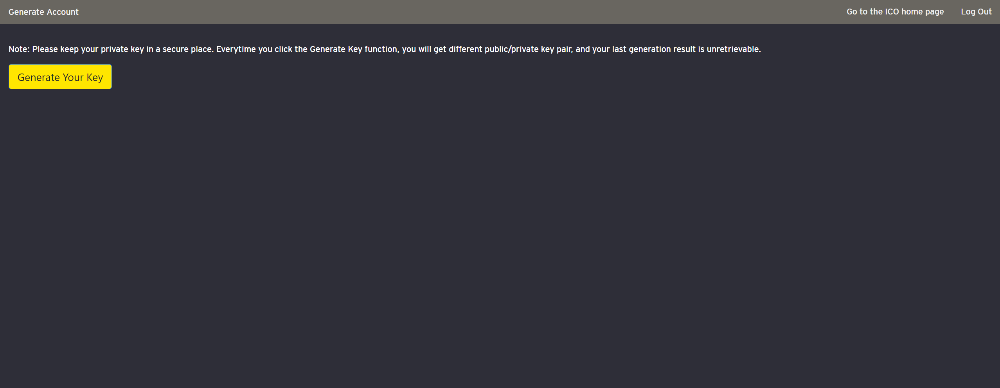 Generate Account
Go to the ICO home page
Log Out
Note: Please keep your private key in a secure place. Everytime you click the Generate Key function, you will get different public/private key pair, and your last generation result is unretrievable.
Generate Your Key